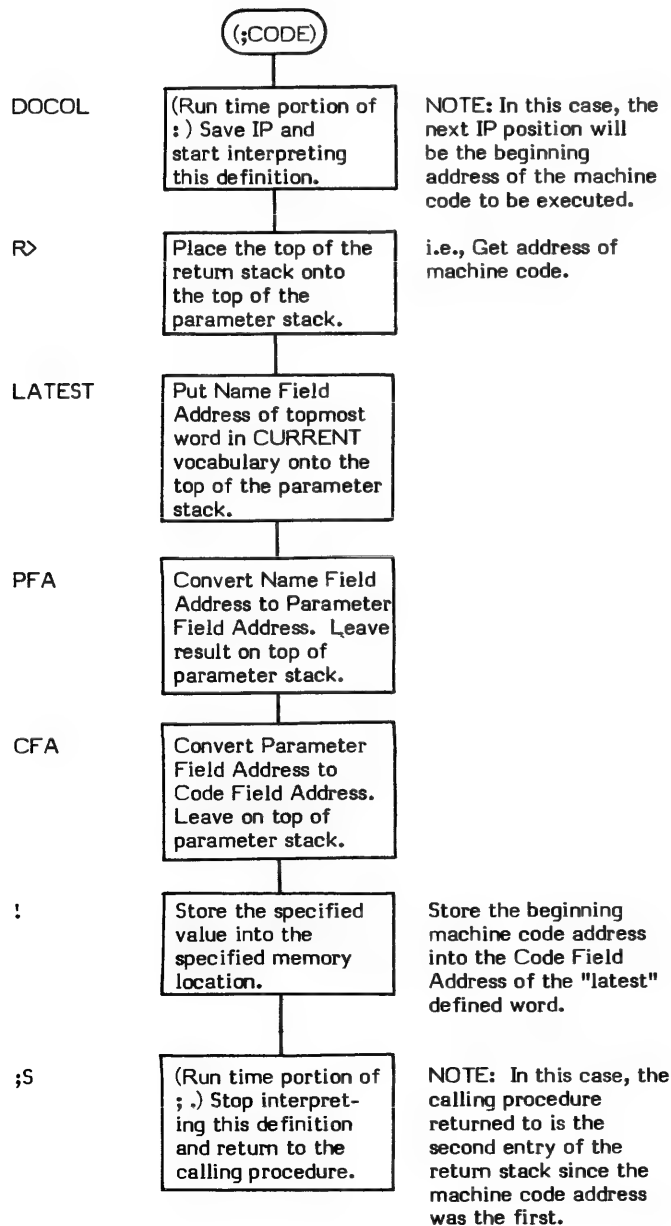 (;CODE)
DOCOL
(Run time portion of
: ) Save IP and
start interpreting
this definition.
NOTE: In this case, the
next IP position will
be the beginning
address of the machine
code to be executed.
R>
Place the top of the
return stack onto
the top of the
parameter stack.
i.e., Get address of
machine code.
LATEST
Put Name Field
Address of topmost
word in CURRENT
vocabulary onto the
top of the parameter
stack.
PFA
Convert Name Field
Address to Parameter
Field Address. Leave
result on top of
parameter stack.
CFA
Convert Parameter
Field Address to
Code Field Address.
Leave on top of
parameter stack.
!
Store the specified
value into the
specified memory
location.
Store the beginning
machine code address
into the Code Field
Address of the "latest"
defined word.
;S
(Run time portion of
; .) Stop interpret-
ing this definition
and return to the
calling procedure.
NOTE: In this case, the
calling procedure
returned to is the
second entry of the
return stack since the
machine code address
was the first.